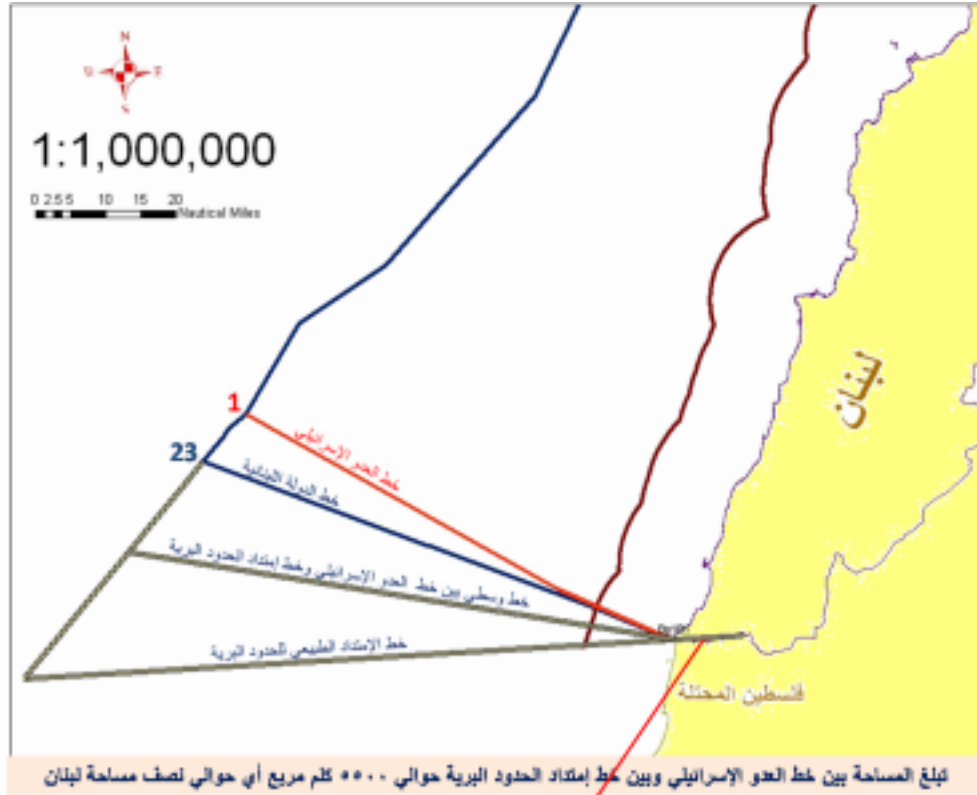 N
E
S
1:1,000,000
0 2.5 5 10 15 20
Nautical Miles
لبنان
1
خط العدو الإسرائيلي
23
خط الدولة اللبنانية
خط وسطي بين خط العدو الإسرائيلي وخط إمتداد الحدود البرية
خط الإمتداد الطبيعي للحدود البرية
فلسطين المحتلة
تبلغ المساحة بين خط العدو الإسرائيلي وبين خط إمتداد الحدود البرية حوالي ٥٥٠٠ كلم مربع أي حوالي نصف مساحة لبنان